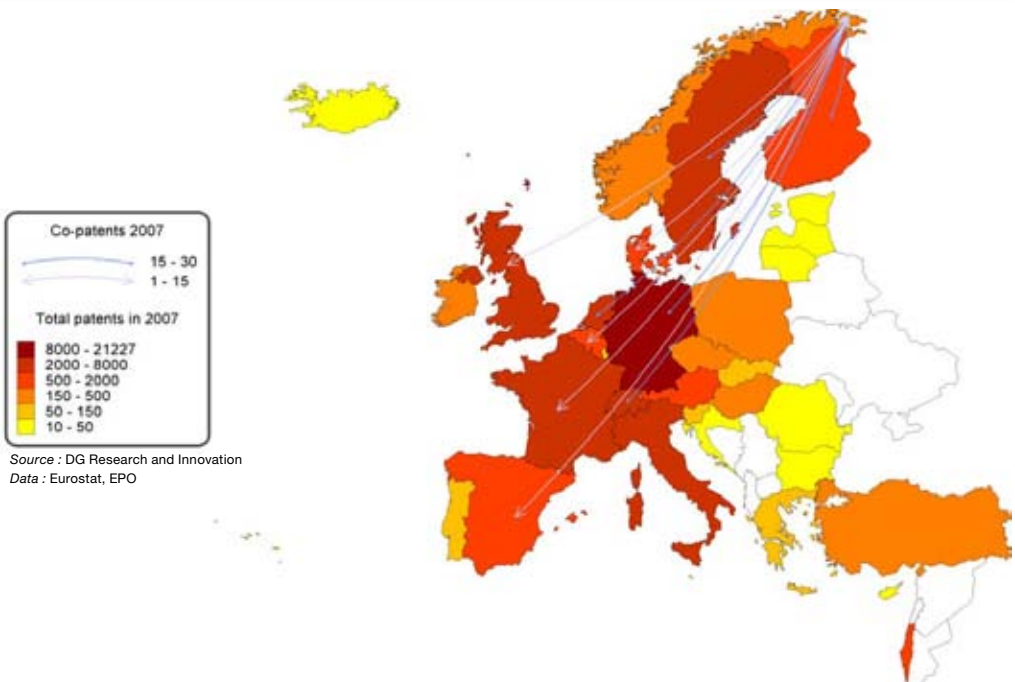 Co-patents 2007
15 - 30
1 - 15
Total patents in 2007
8000 - 21227
2000 - 8000
500 - 2000
150 - 500
50 - 150
10 - 50
Source : DG Research and Innovation
Data : Eurostat, EPO